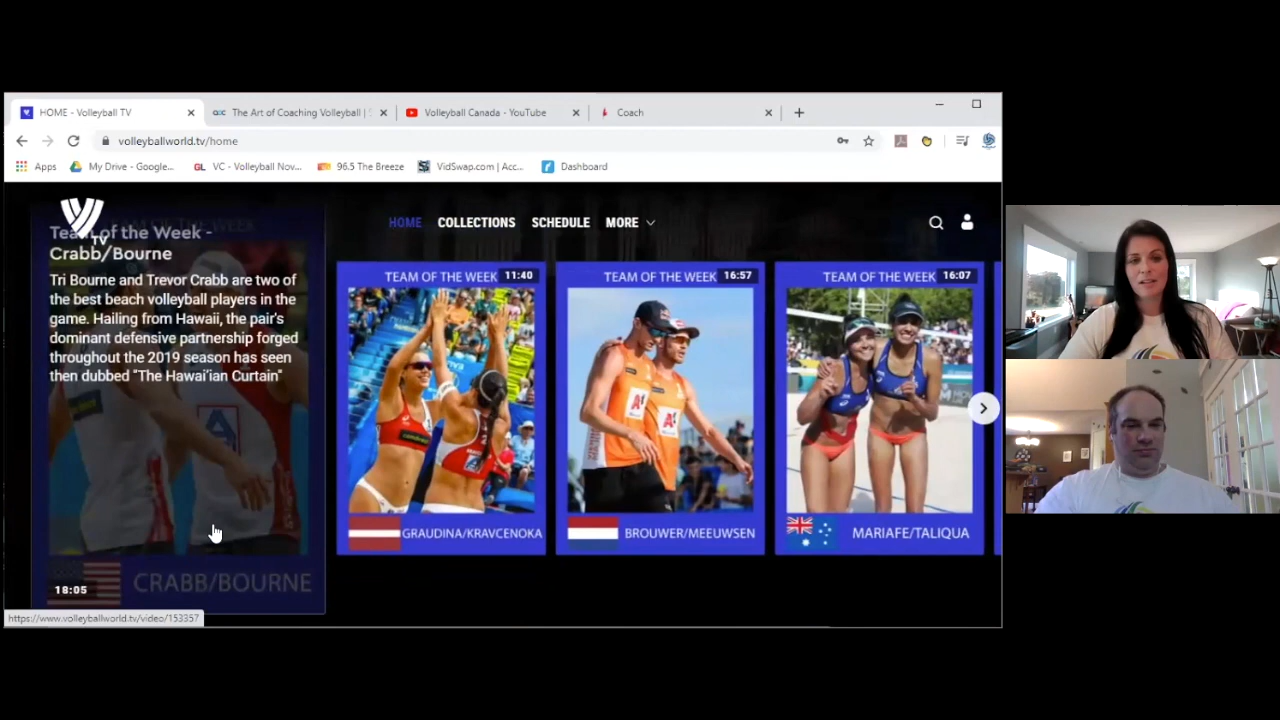 HOME - Volleyball TV
The Art of Coaching Volleyball |
Volleyball Canada - YouTube
Coach
volleyballworld.tv/home
Apps
My Drive - Google...
GL VC - Volleyball Nov...
96.5 The Breeze
VidSwap.com | Acc...
Dashboard
TV
HOME
COLLECTIONS
SCHEDULE
MORE
Team of the Week -
Crabb/Bourne
Tri Bourne and Trevor Crabb are two of
the best beach volleyball players in the
game. Hailing from Hawaii, the pair's
dominant defensive partnership forged
throughout the 2019 season has seen
then dubbed "The Hawai'ian Curtain"
18:05
CRABB/BOURNE
TEAM OF THE WEEK 11:40
GRAUDINA/KRAVCENOKA
TEAM OF THE WEEK 16:57
BROUWER/MEEUWSEN
TEAM OF THE WEEK 16:07
MARIAFE/TALIQUA
https://www.volleyballworld.tv/video/153357